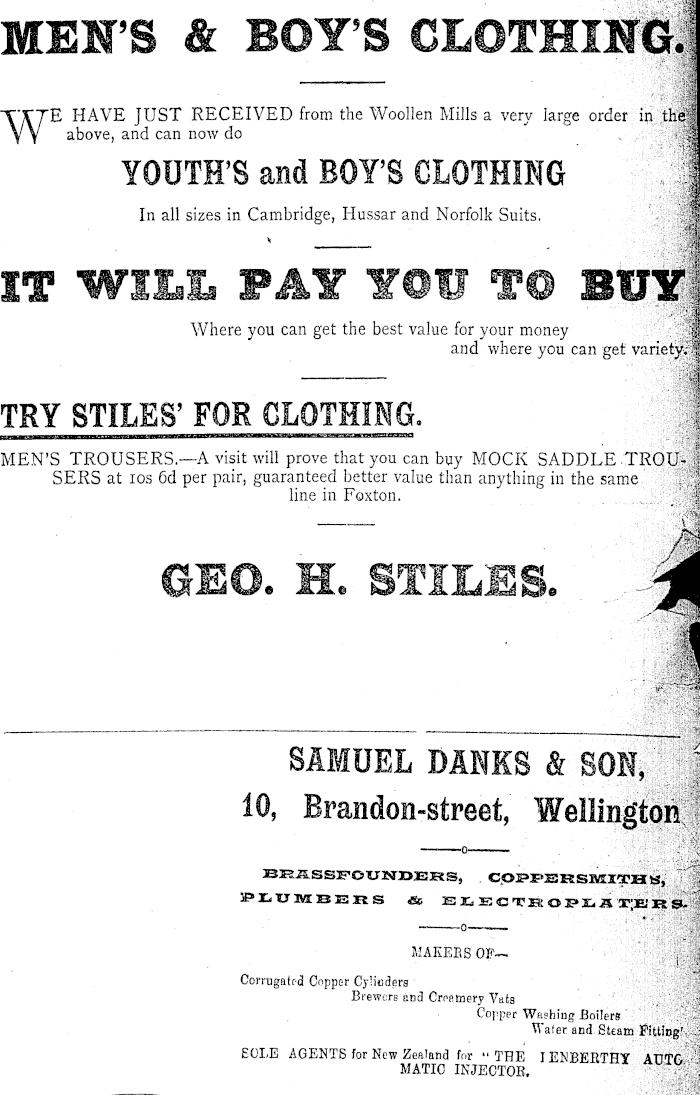 MEN'S & BOY'S CLOTHING.
WE HAVE JUST RECEIVED from the Woollen Mills a very large order in the
above, and can now do
YOUTH'S and BOY'S CLOTHING
In all sizes in Cambridge, Hussar and Norfolk Suits.
IT WILL PAY YOU TO BUY
Where you can get the best value for your money
and where you can get variety.
TRY STILES' FOR CLOTHING.
MEN'S TROUSERS.—A visit will prove that you can buy MOCK SADDLE TROU-
SERS at 10s 6d per pair, guaranteed better value than anything in the same
line in Foxton.
GEO. H. STILES.
SAMUEL DANKS & SON,
10, Brandon-street, Wellington
—o—
BRASSFOUNDERS, COPPERSMITHS,
PLUMBERS & ELECTROPLATERS.
—o—
MAKERS OF—
Corrugated Copper Cylinders
Brewers and Creamery Vats
Copper Washing Boilers
Water and Steam Fitting
SOLE AGENTS for New Zealand for "THE IENBERTHY AUTO
MATIC INJECTOR.